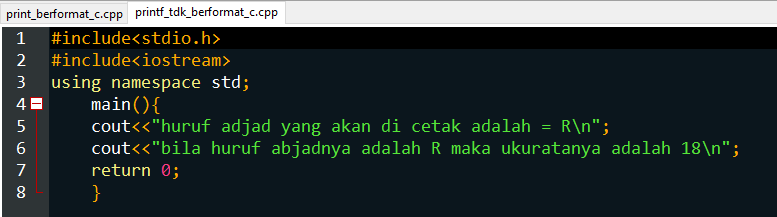 print_berformat_c.cpp printf_tdk_berformat_c.cpp
1 #include<stdio.h>
2 #include<iostream>
3 using namespace std;
4 main(){
5 cout<<"huruf adjad yang akan di cetak adalah = R\n";
6 cout<<"bila huruf abjadnya adalah R maka ukuratanya adalah 18\n";
7 return 0;
8 }